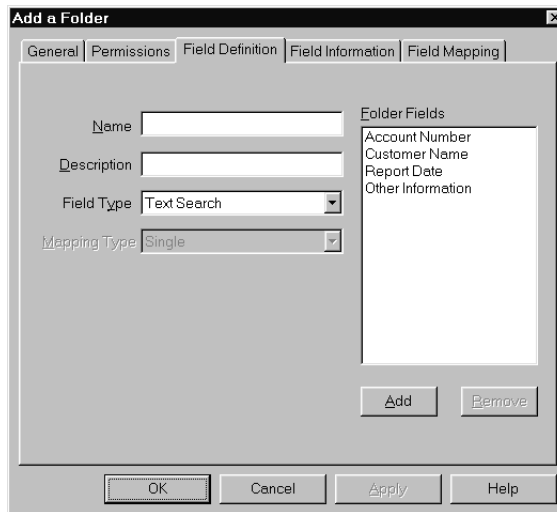 Add a Folder
General Permissions Field Definition Field Information Field Mapping
Name
Description
Field Type Text Search
Mapping Type Single
Folder Fields
Account Number
Customer Name
Report Date
Other Information
Add Remove
OK Cancel Apply Help